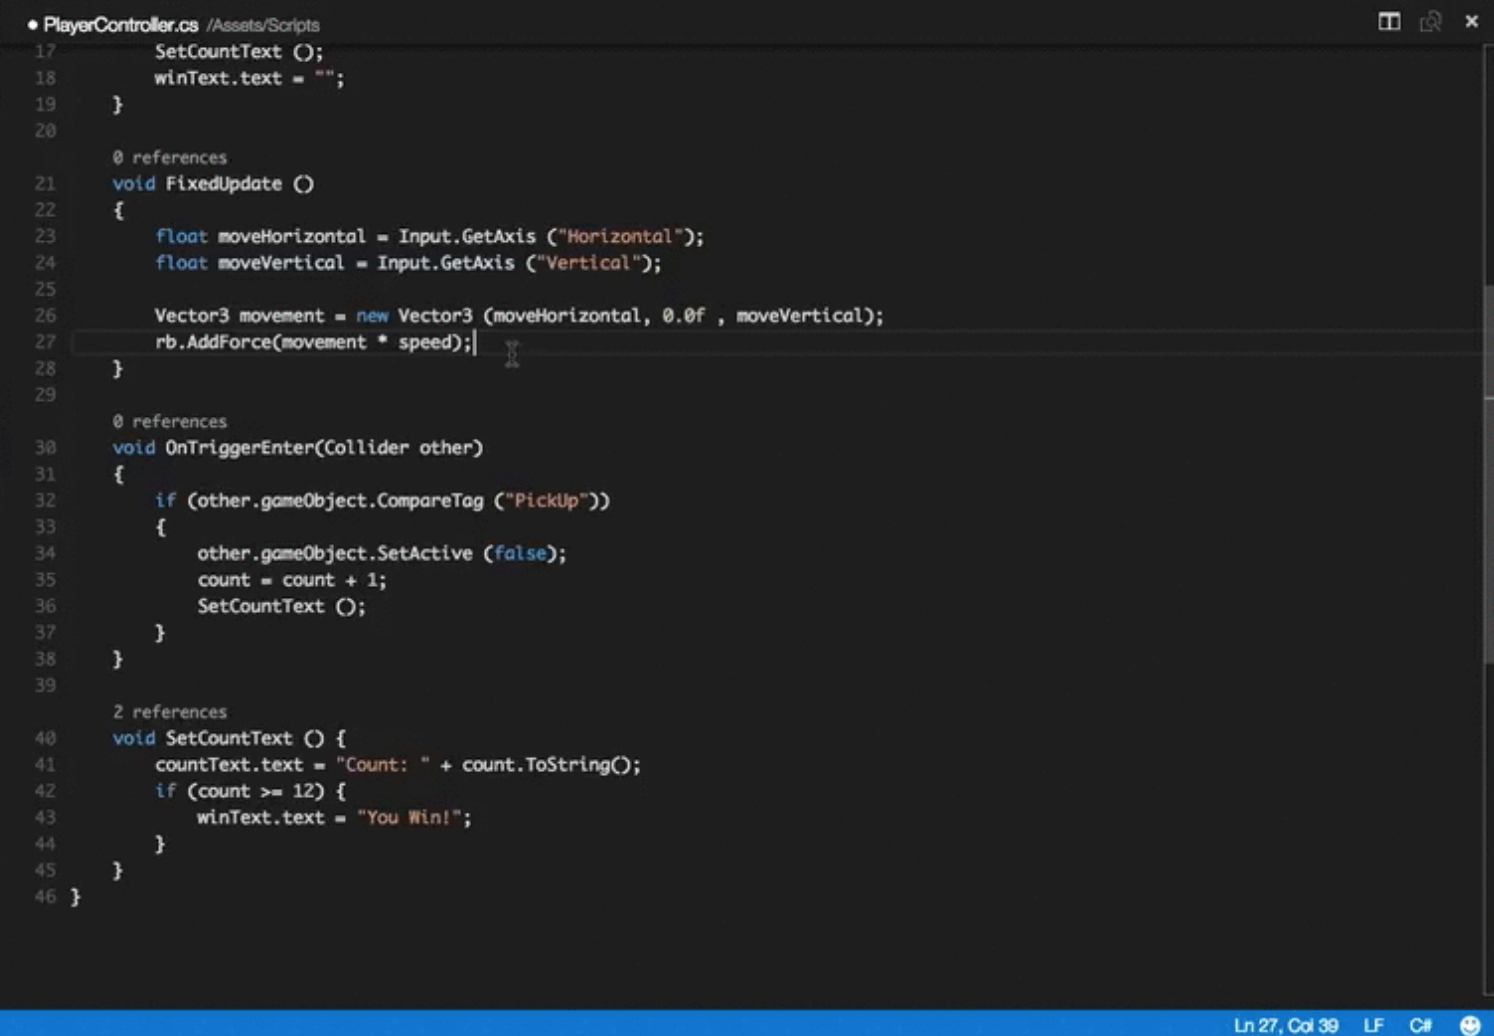 ● PlayerController.cs /Assets/Scripts
17 SetCountText ();
18 winText.text = "";
19 }
20
0 references
21 void FixedUpdate ()
22 {
23 float moveHorizontal = Input.GetAxis ("Horizontal");
24 float moveVertical = Input.GetAxis ("Vertical");
25
26 Vector3 movement = new Vector3 (moveHorizontal, 0.0f , moveVertical);
27 rb.AddForce(movement * speed);
28 }
29
0 references
30 void OnTriggerEnter(Collider other)
31 {
32 if (other.gameObject.CompareTag ("PickUp"))
33 {
34 other.gameObject.SetActive (false);
35 count = count + 1;
36 SetCountText ();
37 }
38 }
39
2 references
40 void SetCountText () {
41 countText.text = "Count: " + count.ToString();
42 if (count >= 12) {
43 winText.text = "You Win!";
44 }
45 }
46 }
Ln 27, Col 39 LF C#